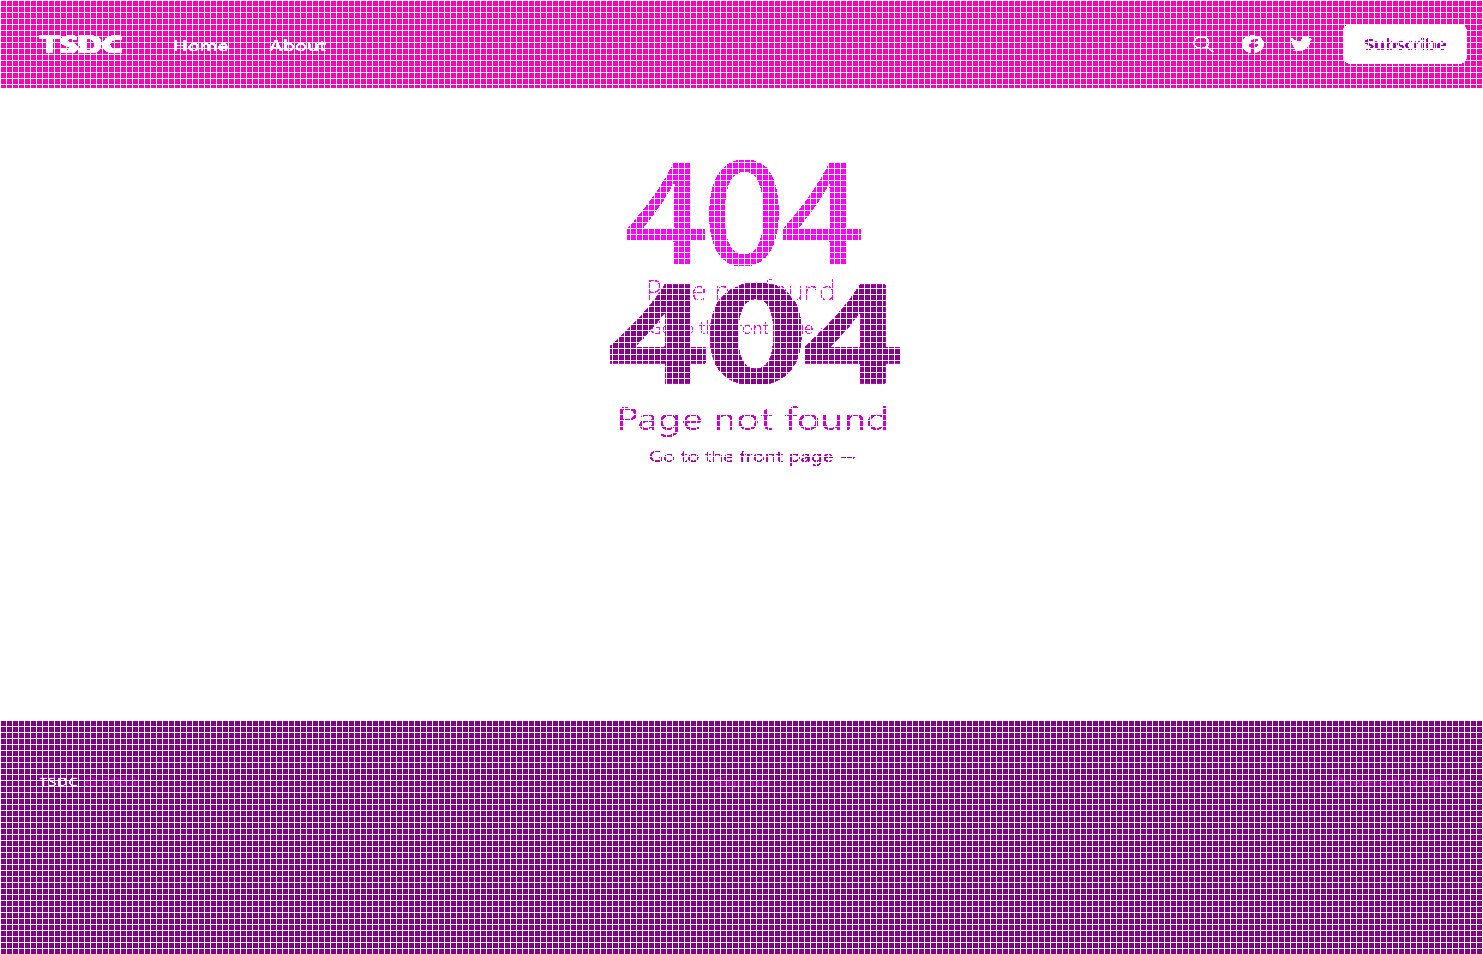 TSDC Home About Subscribe
404
Page not found
404
Go to the front page
Page not found
Go to the front page →
TSDC